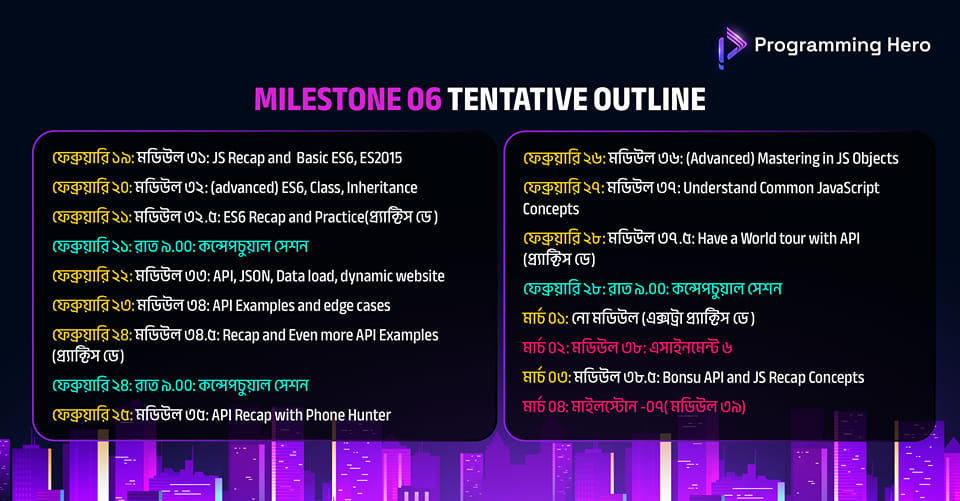 Programming Hero
MILESTONE 06 TENTATIVE OUTLINE
ফেব্রুয়ারি ১৯: মডিউল ৩১: JS Recap and Basic ES6, ES2015
ফেব্রুয়ারি ২০: মডিউল ৩২: (advanced) ES6, Class, Inheritance
ফেব্রুয়ারি ২১: মডিউল ৩২.৫: ES6 Recap and Practice(প্র্যাক্টিস ডে )
ফেব্রুয়ারি ২১: রাত ৯.00: কন্সেপচুয়াল সেশন
ফেব্রুয়ারি ২২: মডিউল ৩৩: API, JSON, Data load, dynamic website
ফেব্রুয়ারি ২৩: মডিউল ৩৪: API Examples and edge cases
ফেব্রুয়ারি ২৪: মডিউল ৩৪.৫: Recap and Even more API Examples
(প্র্যাক্টিস ডে)
ফেব্রুয়ারি ২৪: রাত ৯.00: কন্সেপচুয়াল সেশন
ফেব্রুয়ারি ২৫: মডিউল ৩৫: API Recap with Phone Hunter
ফেব্রুয়ারি ২৬: মডিউল ৩৬: (Advanced) Mastering in JS Objects
ফেব্রুয়ারি ২৭: মডিউল ৩৭: Understand Common JavaScript
Concepts
ফেব্রুয়ারি ২৮: মডিউল ৩৭.৫: Have a World tour with API
(প্র্যাক্টিস ডে)
ফেব্রুয়ারি ২৮: রাত ৯.00: কন্সেপচুয়াল সেশন
মার্চ 0১: নো মডিউল (এক্সট্রা প্র্যাক্টিস ডে )
মার্চ 0২: মডিউল ৩৮: এসাইনমেন্ট ৬
মার্চ 0৩: মডিউল ৩৮.৫: Bonsu API and JS Recap Concepts
মার্চ 0৪: মাইলস্টোন -0৭( মডিউল ৩৯)